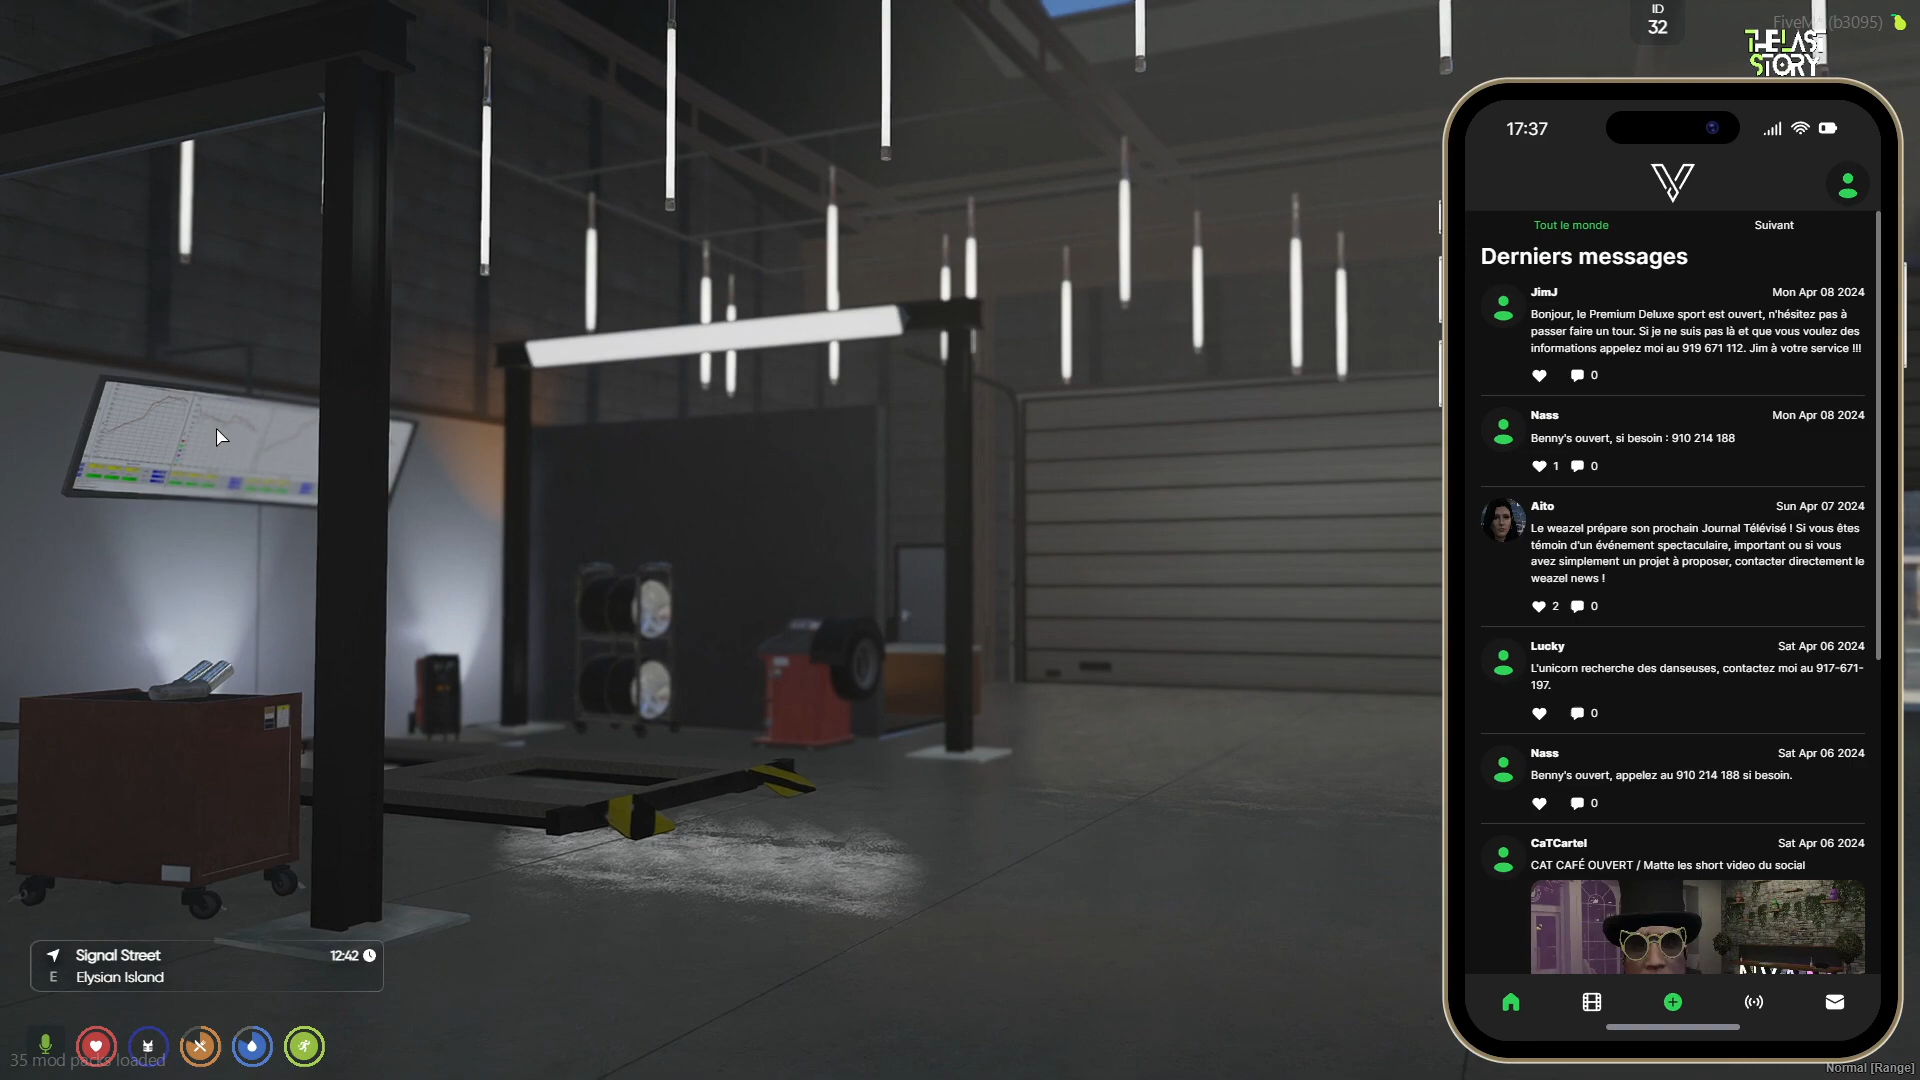 ID
32
FiveM (b3095)
THE LAST
STORY
17:37
Tout le monde
Suivant
Derniers messages
JimJ
Mon Apr 08 2024
Bonjour, le Premium Deluxe sport est ouvert, n'hésitez pas à
passer faire un tour. Si je ne suis pas là et que vous voulez des
informations appelez moi au 919 671 112. Jim à votre service !!!
0
Nass
Mon Apr 08 2024
Benny's ouvert, si besoin : 910 214 188
1
0
Aito
Sun Apr 07 2024
Le weazel prépare son prochain Journal Télévisé ! Si vous êtes
témoin d'un événement spectaculaire, important ou si vous
avez simplement un projet à proposer, contacter directement le
weazel news !
2
0
Lucky
Sat Apr 06 2024
L'unicorn recherche des danseuses, contactez moi au 917-671-
197.
0
Nass
Sat Apr 06 2024
Benny's ouvert, appelez au 910 214 188 si besoin.
0
CaTCartel
Sat Apr 06 2024
CAT CAFÉ OUVERT / Matte les short video du social
Signal Street
12:42
E
Elysian Island
35 mod packs loaded
Normal [Range]